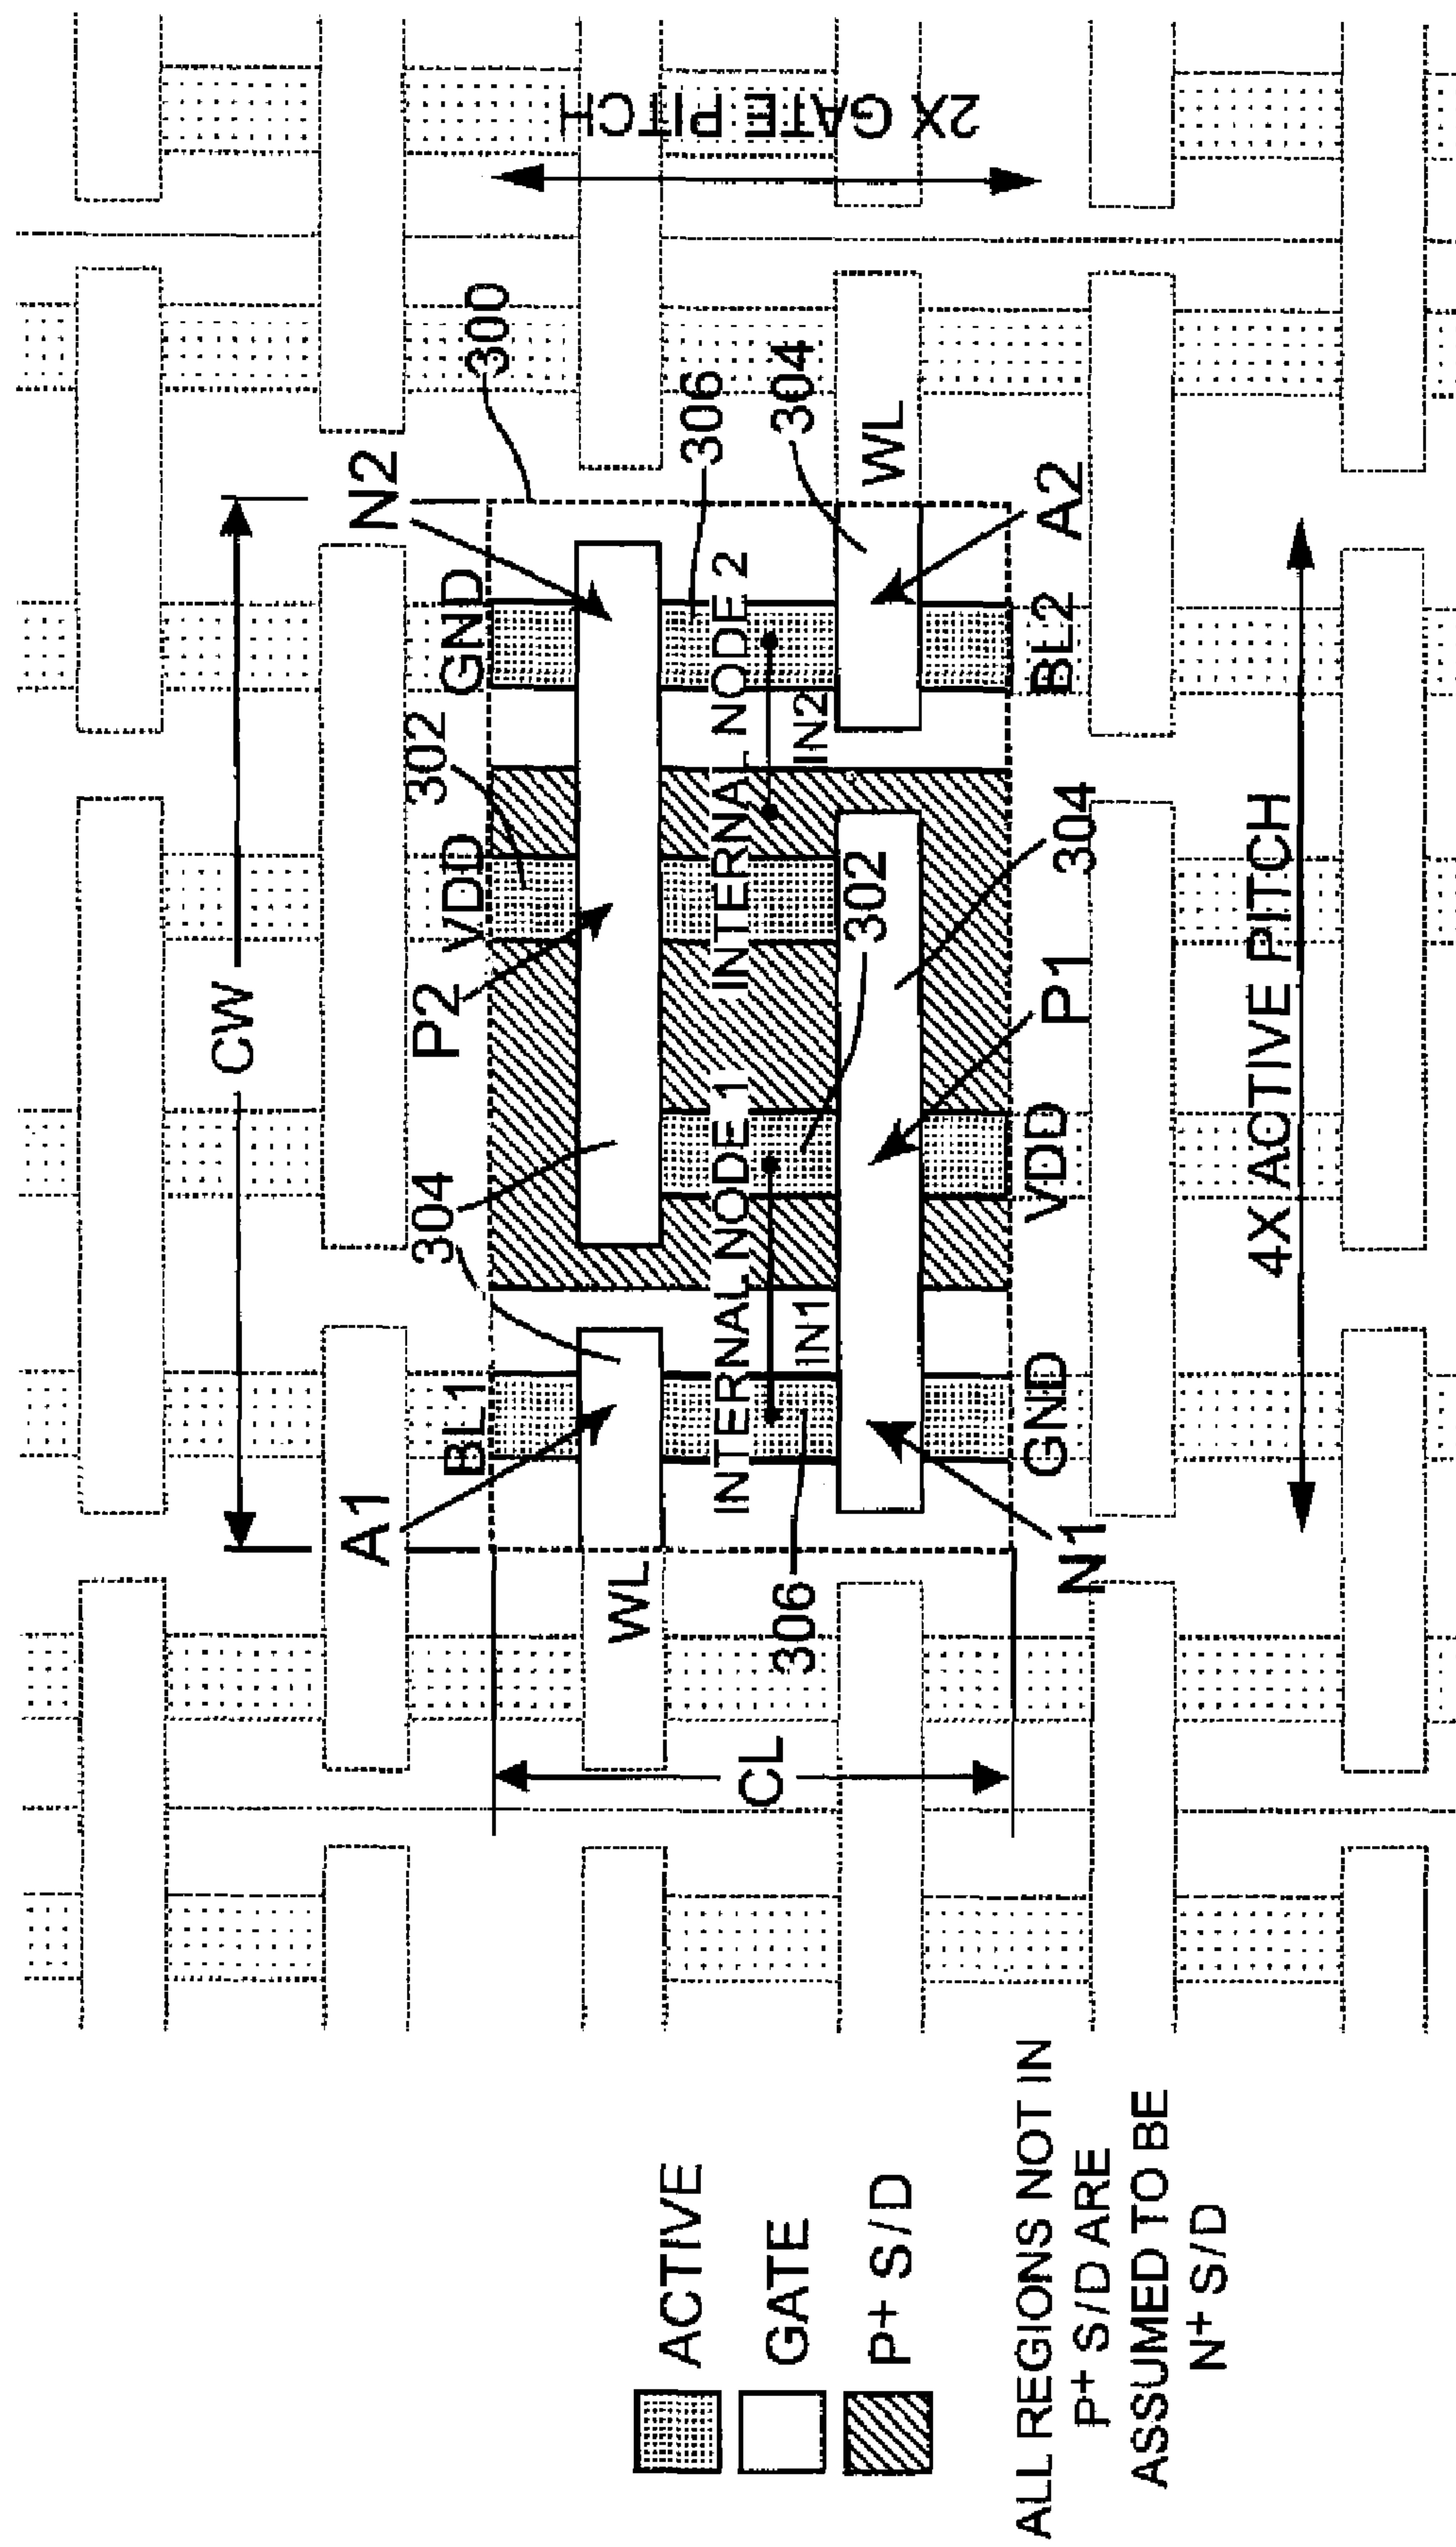 CW
A1
BL1
P2
VDD
302
GND
N2
300
304
306
304
2X GATE PITCH
WL
INTERNAL NODE 1
INTERNAL NODE 2
CL
IN1
IN2
WL
306
302
N1
GND
VDD
P1
304
BL2
A2
4X ACTIVE PITCH
ACTIVE
GATE
P+ S/D
ALL REGIONS NOT IN
P+ S/D ARE
ASSUMED TO BE
N+ S/D